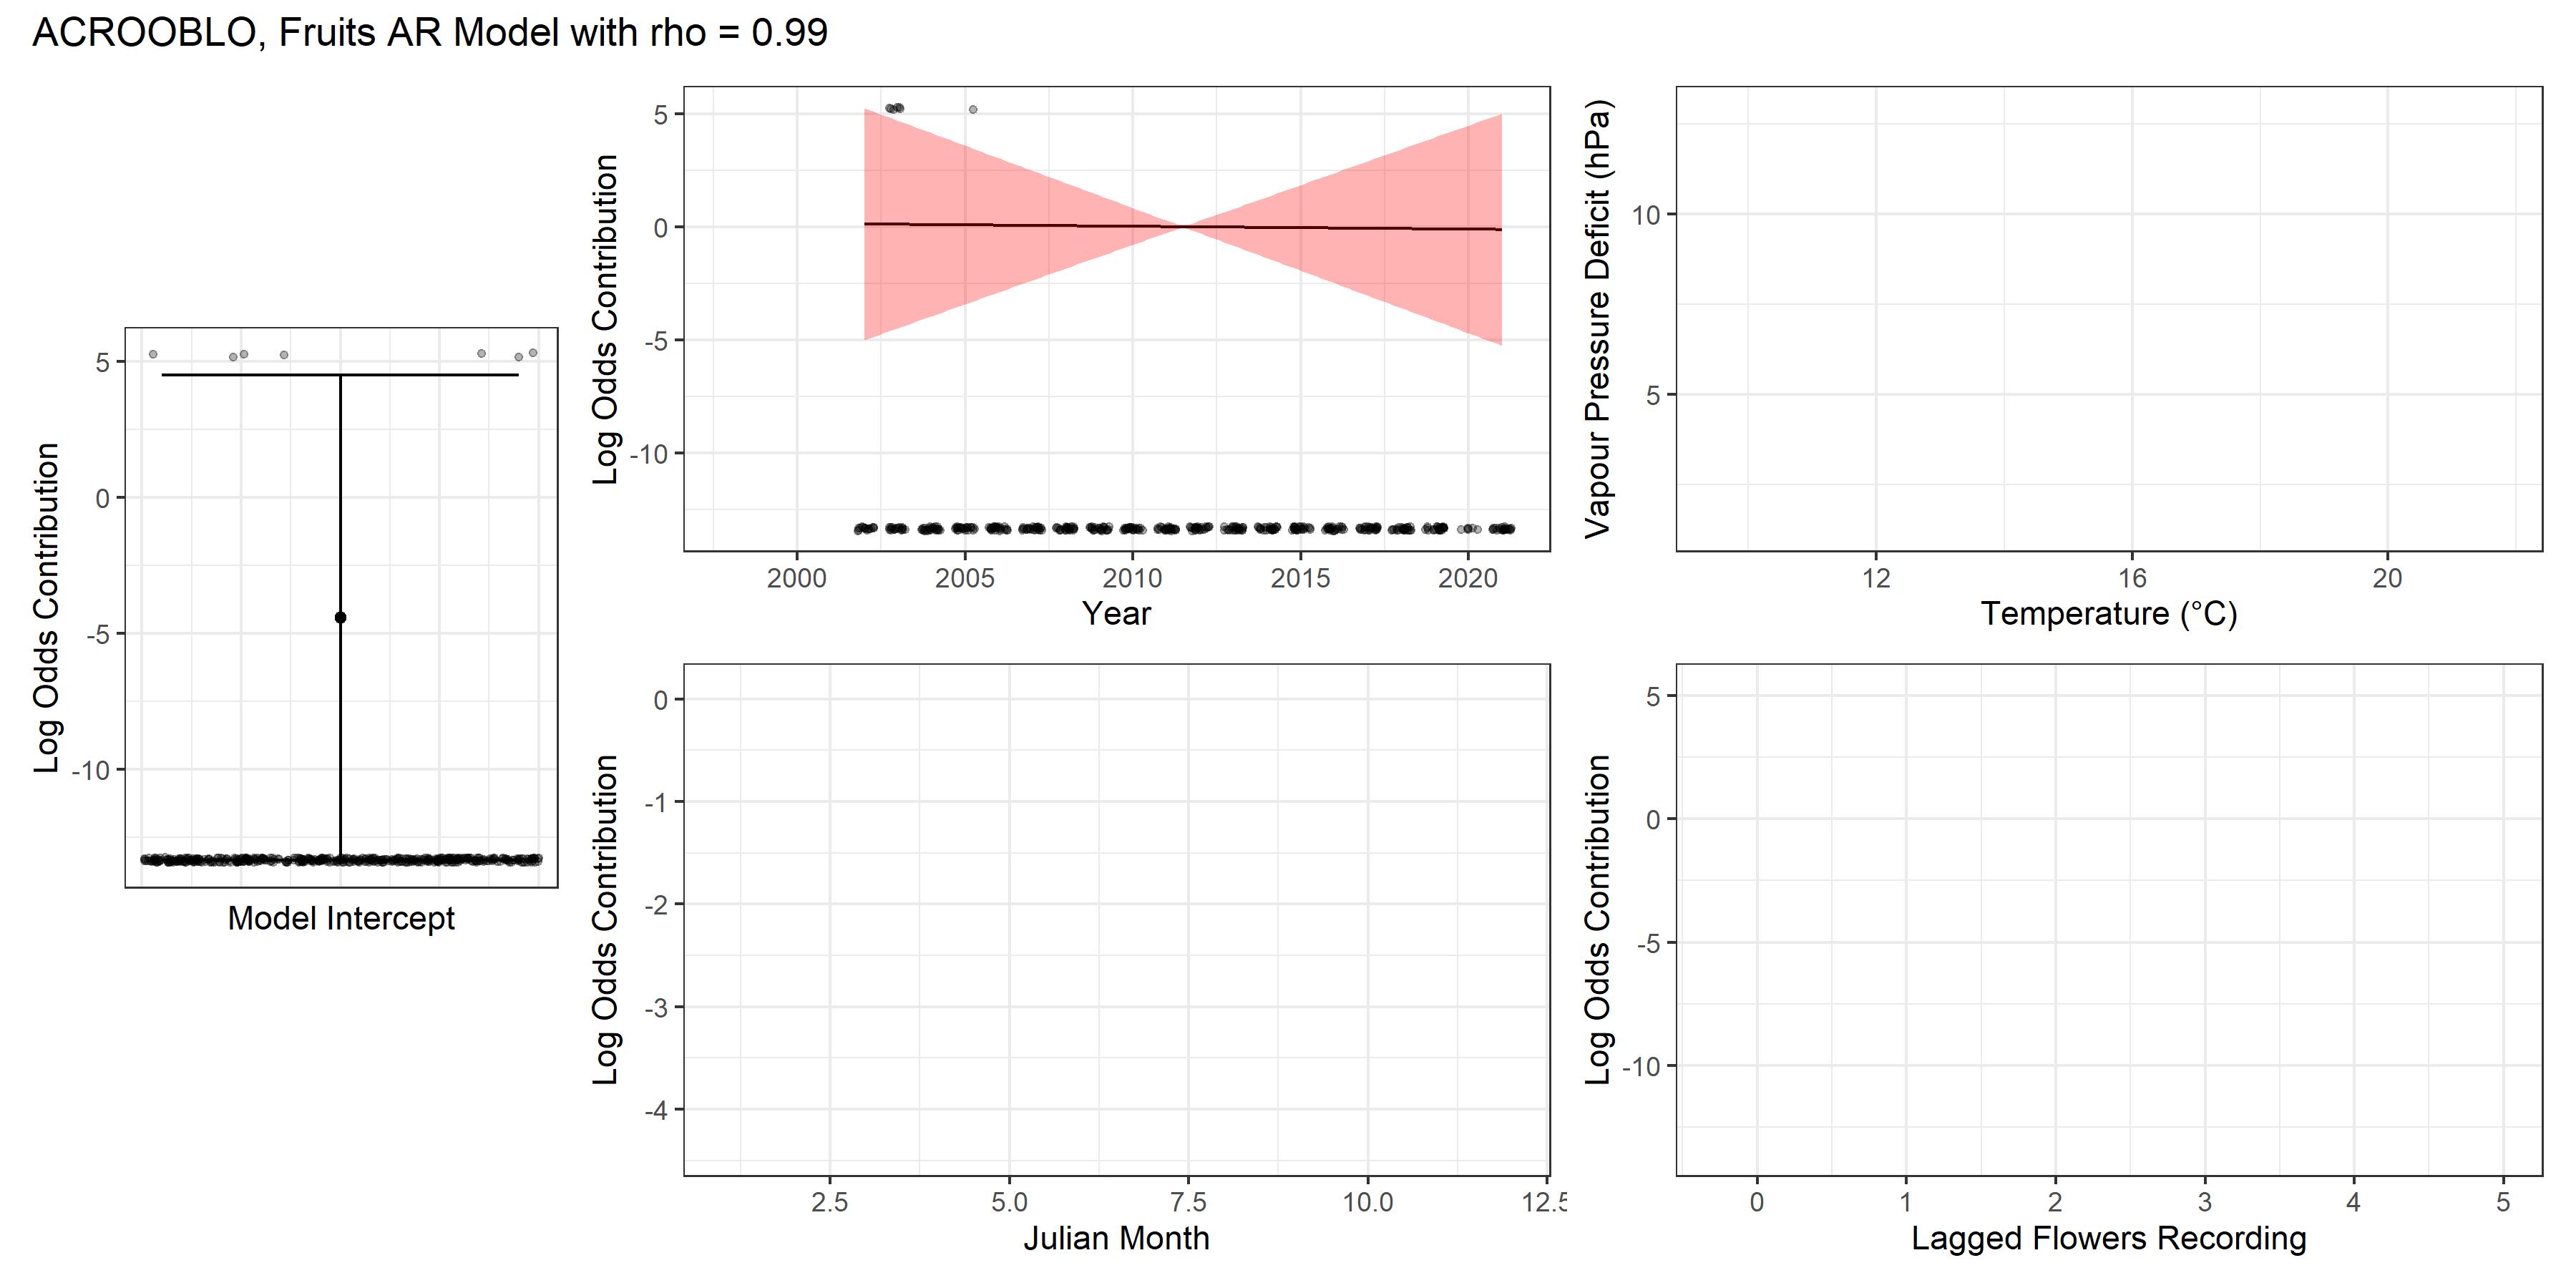 ACROOBLO, Fruits AR Model with rho = 0.99
Log Odds Contribution
5
0
-5
-10
Model Intercept
Log Odds Contribution
5
0
-5
-10
2000 2005 2010 2015 2020
Year
Vapour Pressure Deficit (hPa)
10
5
12 16 20
Temperature (°C)
Log Odds Contribution
0
-1
-2
-3
-4
2.5 5.0 7.5 10.0 12.5
Julian Month
Log Odds Contribution
5
0
-5
-10
0 1 2 3 4 5
Lagged Flowers Recording